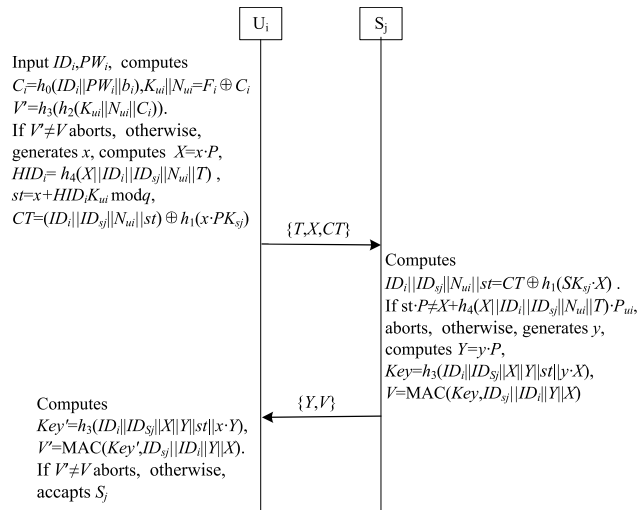 U_i
S_j
Input ID_i,PW_i, computes
C_i=h_0(ID_i||PW_i||b_i),K_ui||N_ui=F_i⊕C_i
V'=h_3(h_2(K_ui||N_ui||C_i)).
If V'≠V aborts, otherwise,
generates x, computes X=x·P,
HID_i= h_4(X||ID_i||ID_sj||N_ui||T) ,
st=x+HID_iK_ui modq,
CT=(ID_i||ID_sj||N_ui||st)⊕h_1(x·PK_sj)
{T,X,CT}
Computes
ID_i||ID_sj||N_ui||st=CT⊕h_1(SK_sj·X) .
If st·P≠X+h_4(X||ID_i||ID_sj||N_ui||T)·P_ui,
aborts, otherwise, generates y,
computes Y=y·P,
Key=h_3(ID_i||ID_Sj||X||Y||st||y·X),
V=MAC(Key,ID_sj||ID_i||Y||X)
{Y,V}
Computes
Key'=h_3(ID_i||ID_Sj||X||Y||st||x·Y),
V'=MAC(Key',ID_sj||ID_i||Y||X).
If V'≠V aborts, otherwise,
accapts S_j